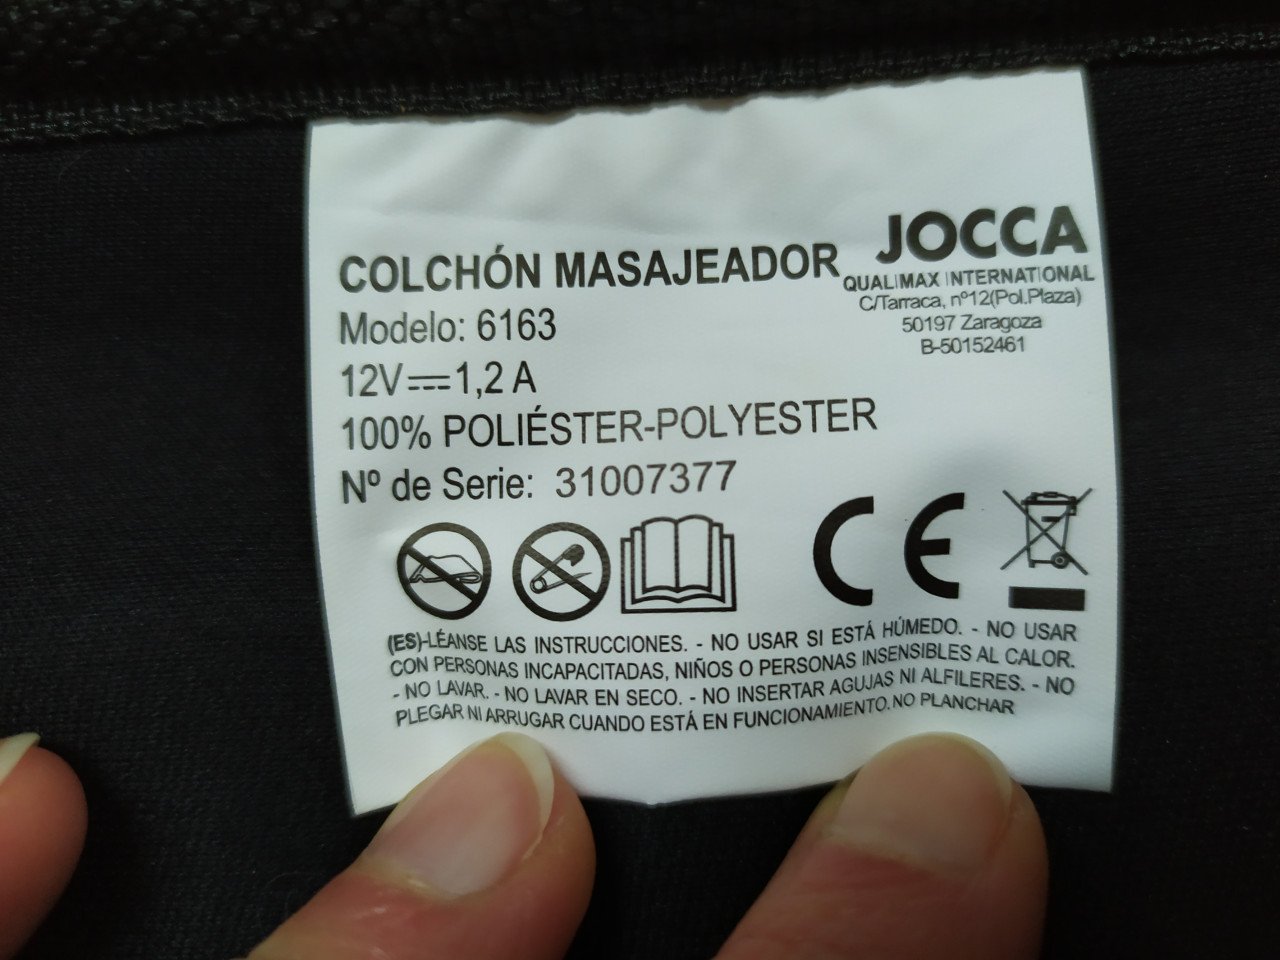 JOCCA
QUALIMAX INTERNATIONAL
C/Tarraca, nº12(Pol.Plaza)
50197 Zaragoza
B-50152461
COLCHÓN MASAJEADOR
Modelo: 6163
12V⎓1,2 A
100% POLIÉSTER-POLYESTER
Nº de Serie: 31007377
CE
(ES)-LÉANSE LAS INSTRUCCIONES. - NO USAR SI ESTÁ HÚMEDO. - NO USAR
CON PERSONAS INCAPACITADAS, NIÑOS O PERSONAS INSENSIBLES AL CALOR.
- NO LAVAR. - NO LAVAR EN SECO. - NO INSERTAR AGUJAS NI ALFILERES. - NO
PLEGAR NI ARRUGAR CUANDO ESTÁ EN FUNCIONAMIENTO. NO PLANCHAR